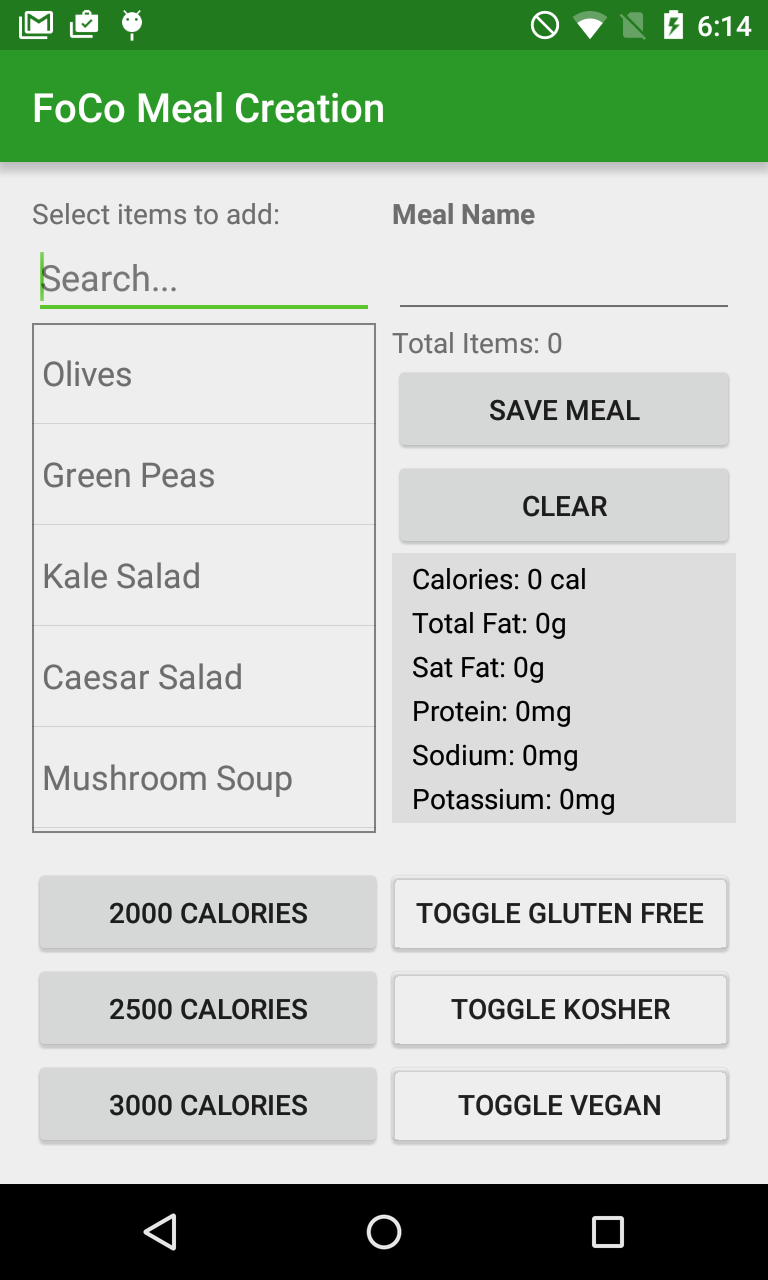 6:14
FoCo Meal Creation
Select items to add:
Search...
Olives
Green Peas
Kale Salad
Caesar Salad
Mushroom Soup
Meal Name
Total Items: 0
SAVE MEAL
CLEAR
Calories: 0 cal
Total Fat: 0g
Sat Fat: 0g
Protein: 0mg
Sodium: 0mg
Potassium: 0mg
2000 CALORIES
TOGGLE GLUTEN FREE
2500 CALORIES
TOGGLE KOSHER
3000 CALORIES
TOGGLE VEGAN